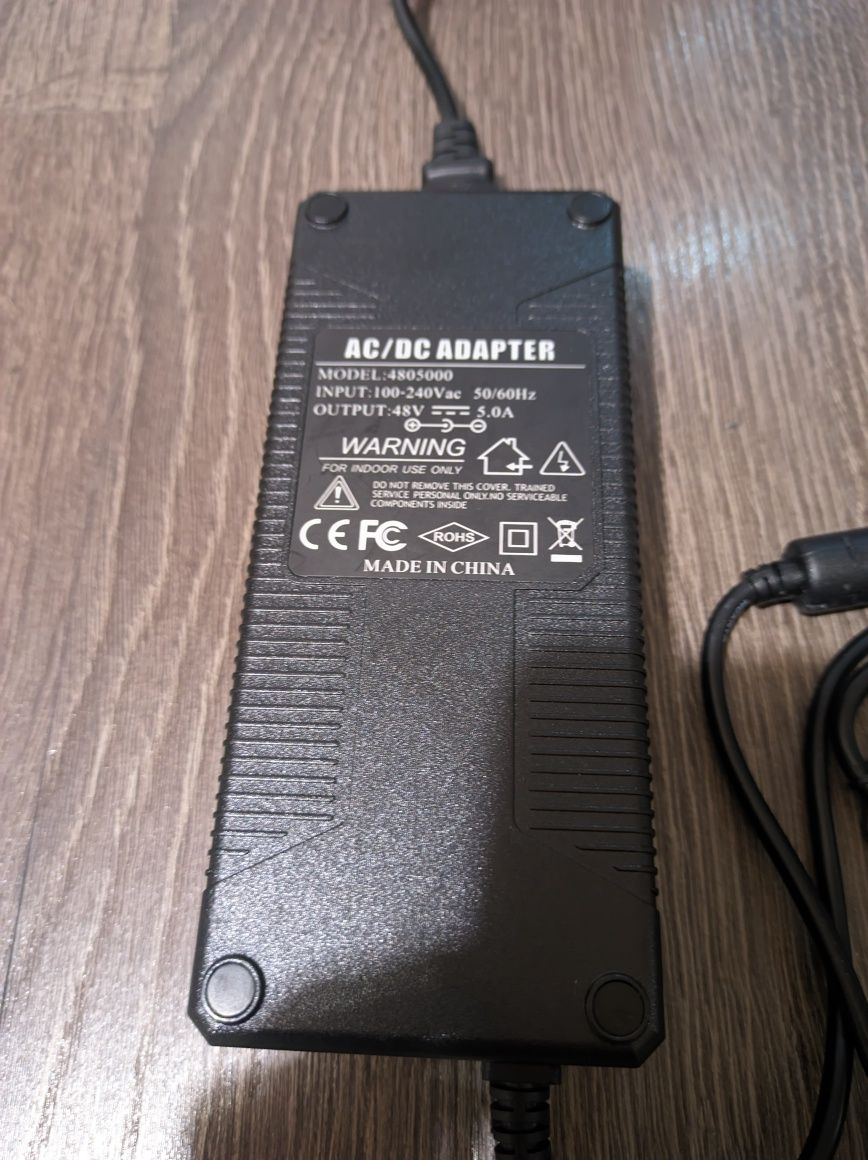 AC/DC ADAPTER
MODEL:4805000
INPUT:100-240Vac 50/60Hz
OUTPUT:48V ⎓ 5.0A
WARNING
FOR INDOOR USE ONLY
DO NOT REMOVE THIS COVER. TRAINED
SERVICE PERSONAL ONLY.NO SERVICEABLE
COMPONENTS INSIDE
CE FC ROHS
MADE IN CHINA